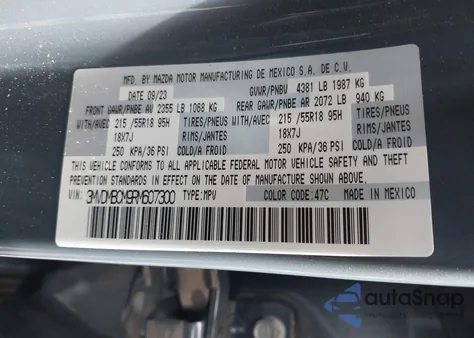 MFD. BY MAZDA MOTOR MANUFACTURING DE MEXICO S.A. DE C.V.
DATE 09/23 GVWR/PNBV 4381 LB 1987 KG
FRONT GAWR/PNBE AV 2355 LB 1068 KG REAR GAWR/PNBE AR 2072 LB 940 KG
WITH/AVEC 215 /55R18 95H TIRES/PNEUS WITH/AVEC 215 /55R18 95H TIRES/PNEUS
18X7J RIMS/JANTES 18X7J RIMS/JANTES
250 KPA/36 PSI COLD/A FROID 250 KPA/36 PSI COLD/A FROID
THIS VEHICLE CONFORMS TO ALL APPLICABLE FEDERAL MOTOR VEHICLE SAFETY AND THEFT
PREVENTION STANDARDS IN EFFECT ON THE DATE OF MANUFACTURE SHOWN ABOVE.
VIN/NIV: 3MVDMBCM9RM607300 TYPE: MPV COLOR CODE: 47C MADE IN MEXICO
autoSnap